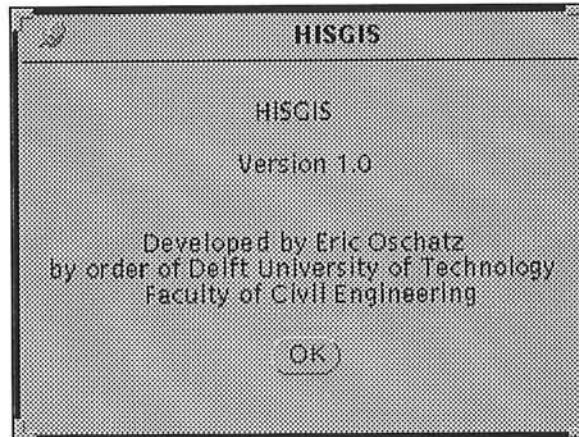 HISGIS
HISGIS
Version 1.0
Developed by Eric Oschatz
by order of Delft University of Technology
Faculty of Civil Engineering
OK